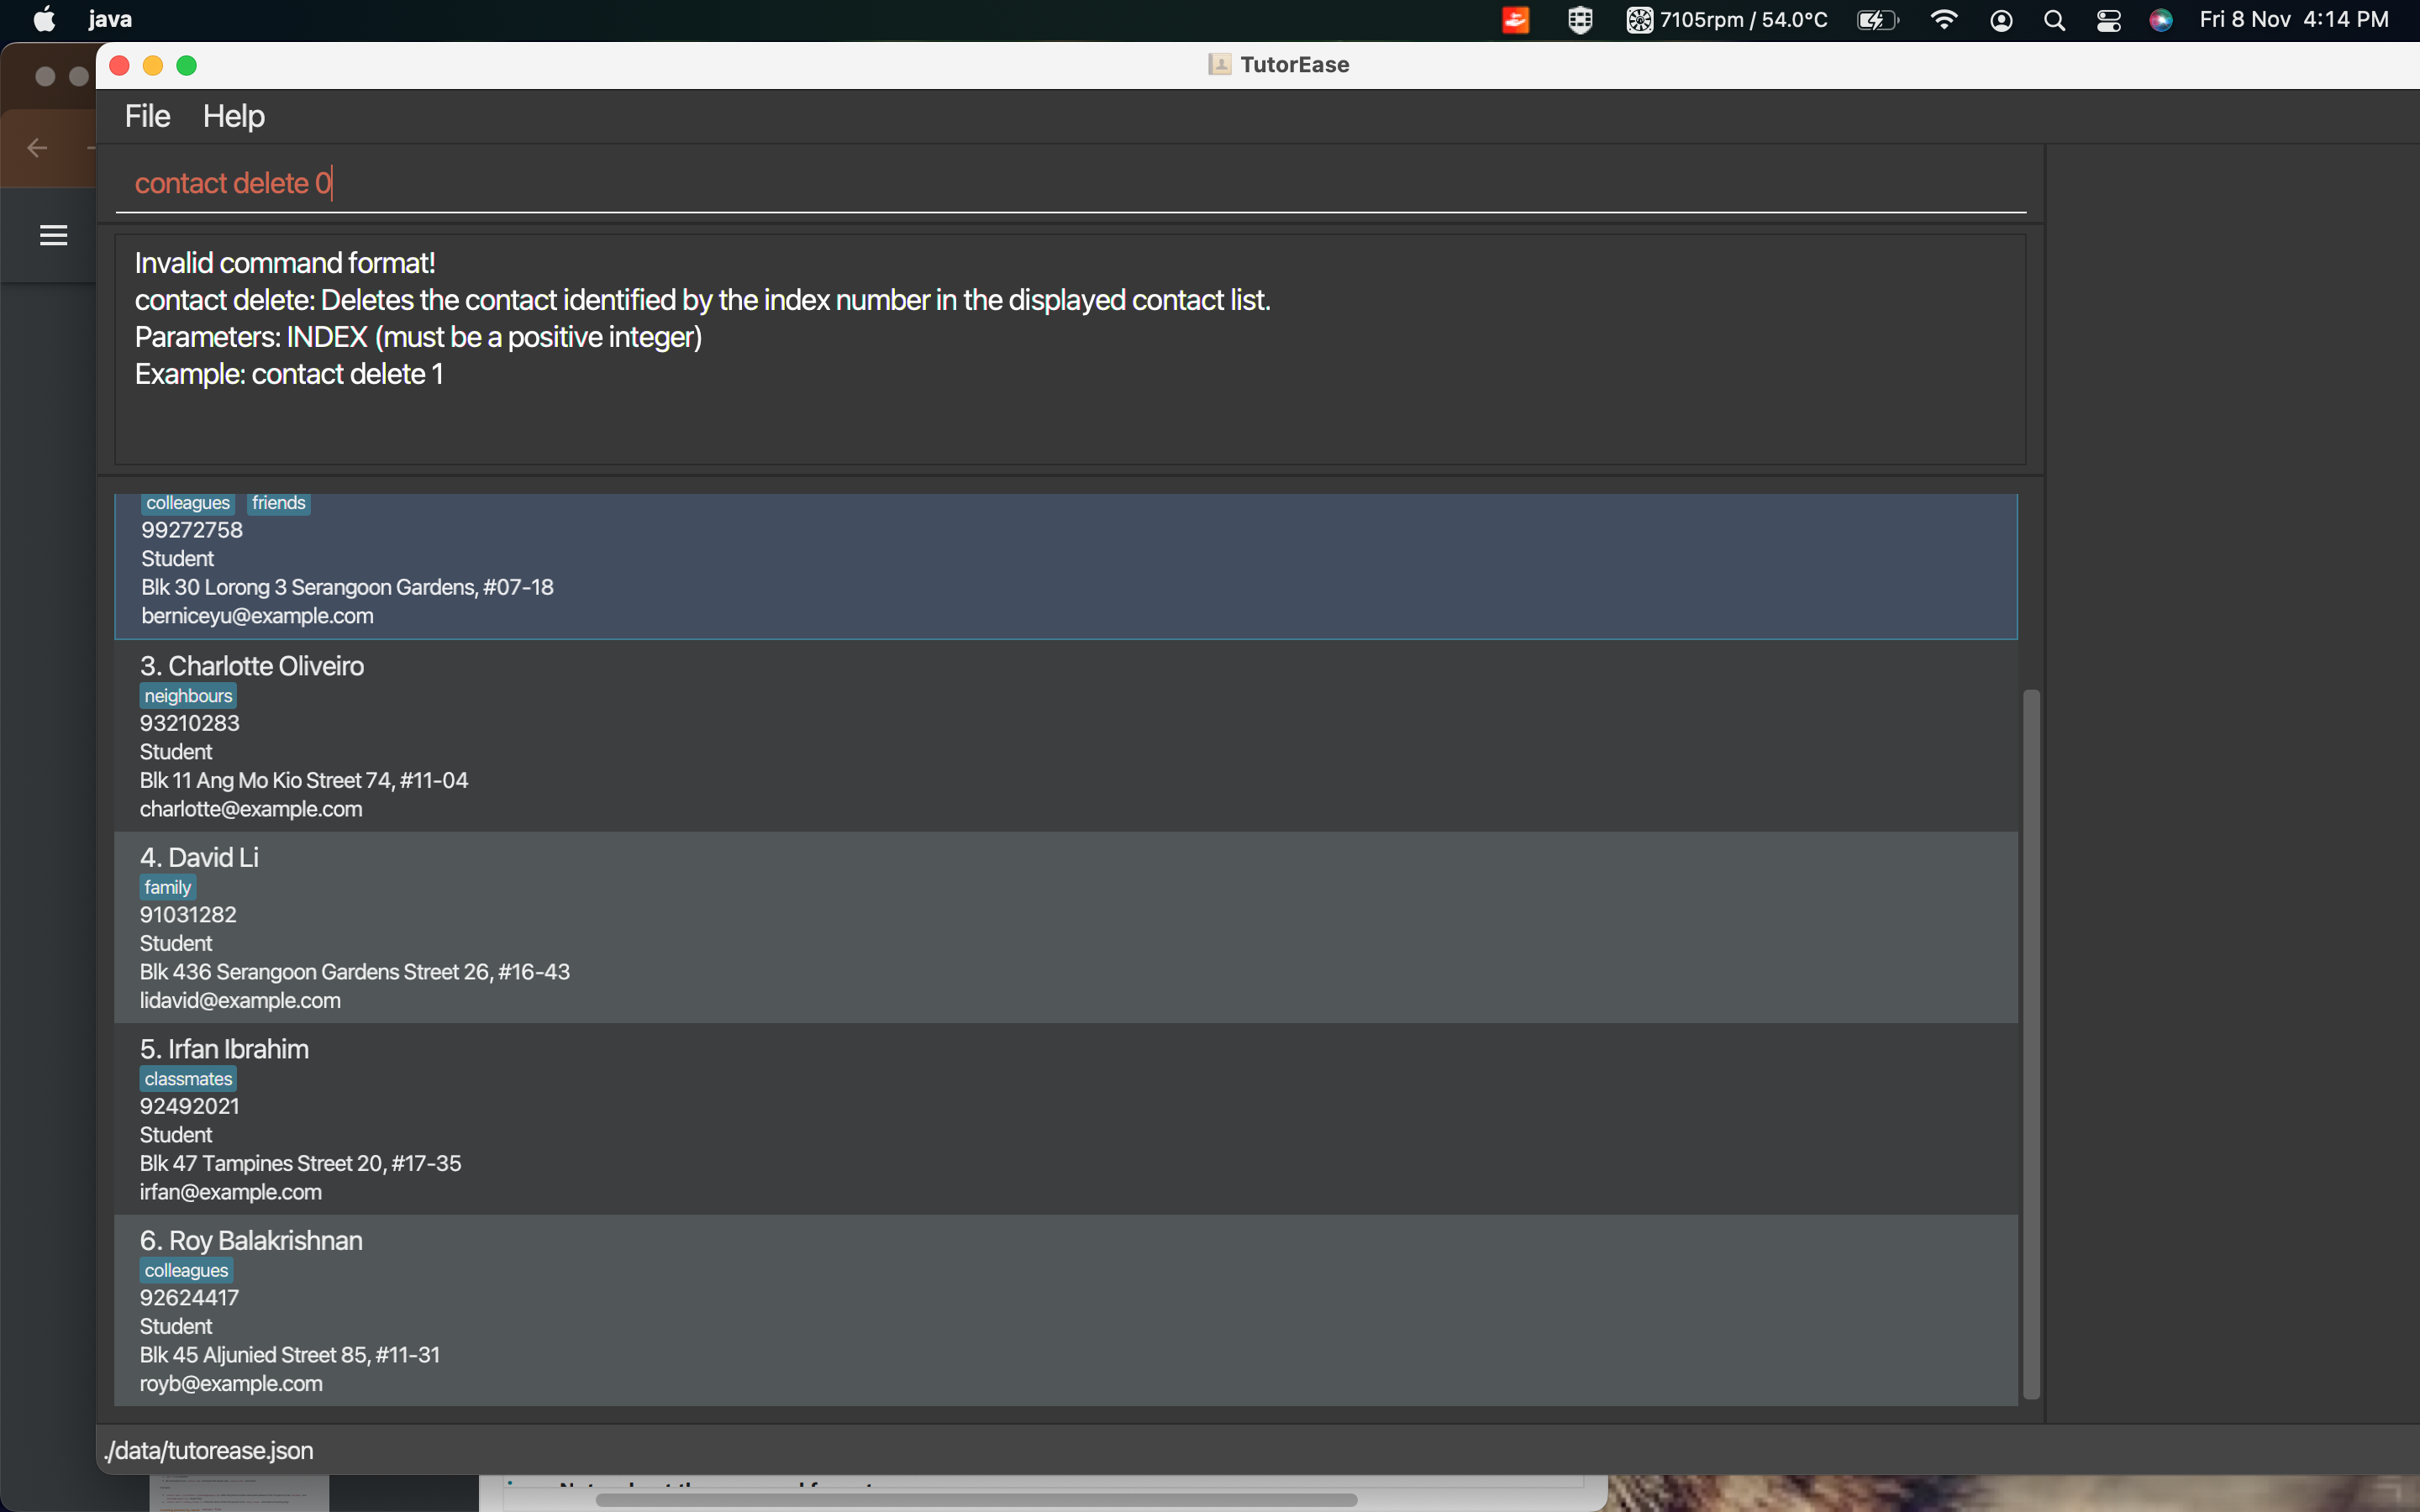 java
7105rpm / 54.0°C
Fri 8 Nov 4:14 PM
TutorEase
File Help
contact delete 0
Invalid command format!
contact delete: Deletes the contact identified by the index number in the displayed contact list.
Parameters: INDEX (must be a positive integer)
Example: contact delete 1
colleagues friends
99272758
Student
Blk 30 Lorong 3 Serangoon Gardens, #07-18
berniceyu@example.com
3. Charlotte Oliveiro
neighbours
93210283
Student
Blk 11 Ang Mo Kio Street 74, #11-04
charlotte@example.com
4. David Li
family
91031282
Student
Blk 436 Serangoon Gardens Street 26, #16-43
lidavid@example.com
5. Irfan Ibrahim
classmates
92492021
Student
Blk 47 Tampines Street 20, #17-35
irfan@example.com
6. Roy Balakrishnan
colleagues
92624417
Student
Blk 45 Aljunied Street 85, #11-31
royb@example.com
./data/tutorease.json